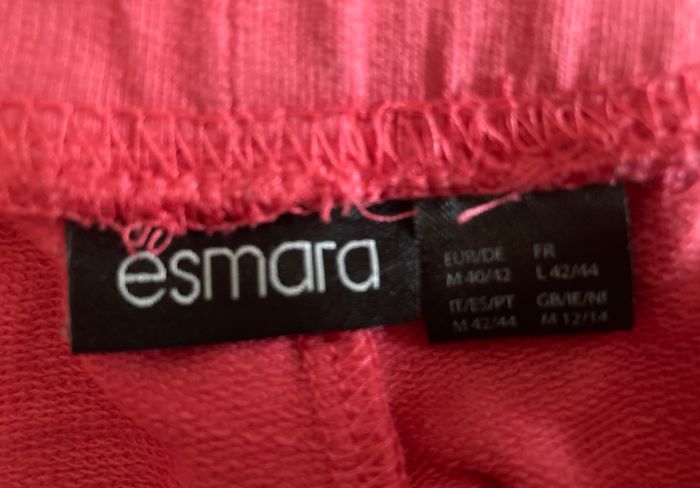 esmara
EUR/DE FR
M 40/42 L 42/44
IT/ES/PT GB/IE/NI
M 42/44 M 12/14